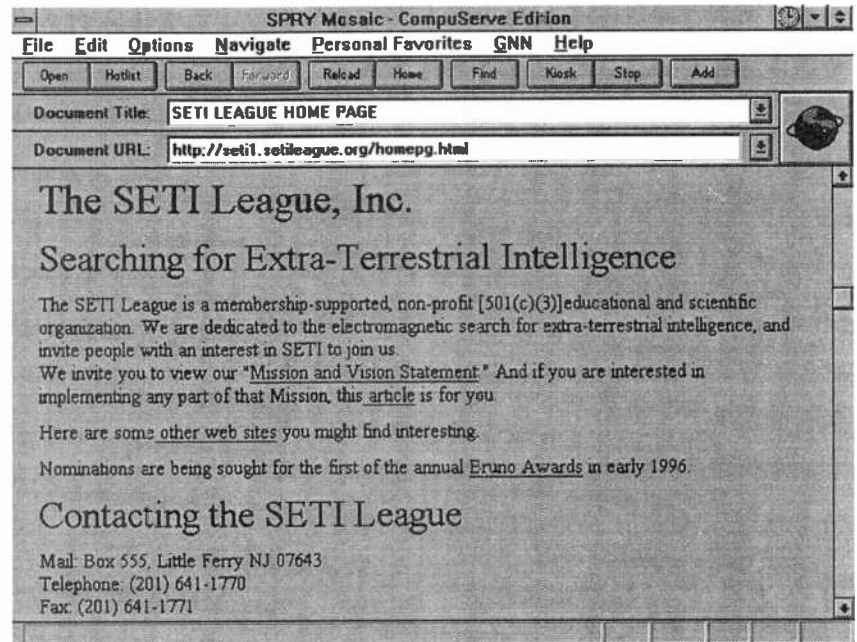 SPRY Mosaic - CompuServe Edition
File Edit Options Navigate Personal Favorites GNN Help
Open Hotlist Back Forward Reload Home Find Kiosk Stop Add
Document Title: SETI LEAGUE HOME PAGE
Document URL: http://seti1.setileague.org/homepg.html
The SETI League, Inc.
Searching for Extra-Terrestrial Intelligence
The SETI League is a membership-supported, non-profit [501(c)(3)]educational and scientific
organization. We are dedicated to the electromagnetic search for extra-terrestrial intelligence, and
invite people with an interest in SETI to join us.
We invite you to view our "Mission and Vision Statement." And if you are interested in
implementing any part of that Mission, this article is for you.
Here are some other web sites you might find interesting.
Nominations are being sought for the first of the annual Bruno Awards in early 1996.
Contacting the SETI League
Mail: Box 555, Little Ferry NJ 07643
Telephone: (201) 641-1770
Fax: (201) 641-1771